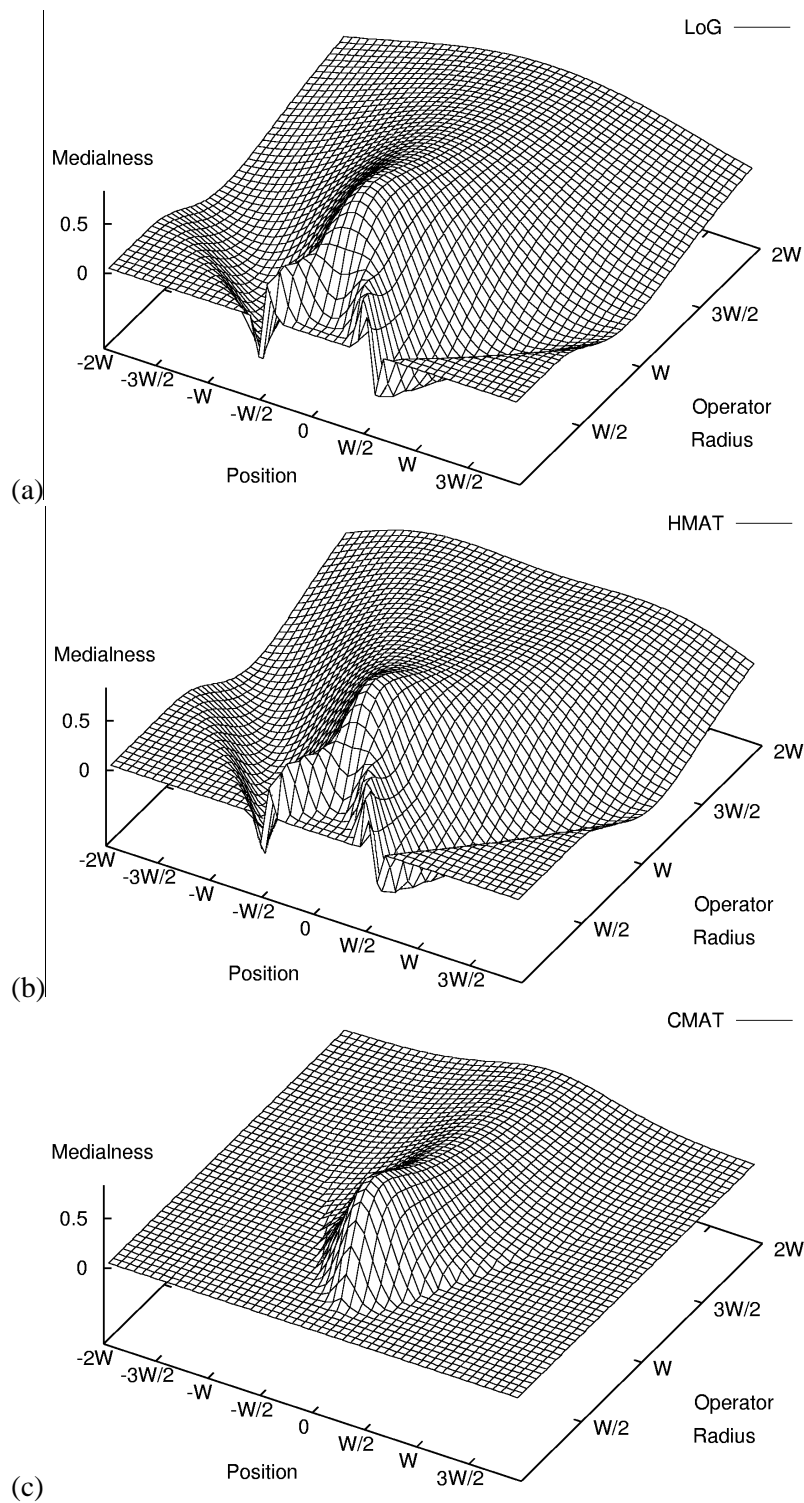 LoG
Medialness
0.5
0
-2W
-3W/2
-W
-W/2
0
W/2
W
3W/2
Position
W/2
W
3W/2
2W
Operator
Radius
(a)
HMAT
Medialness
0.5
0
-2W
-3W/2
-W
-W/2
0
W/2
W
3W/2
Position
W/2
W
3W/2
2W
Operator
Radius
(b)
CMAT
Medialness
0.5
0
-2W
-3W/2
-W
-W/2
0
W/2
W
3W/2
Position
W/2
W
3W/2
2W
Operator
Radius
(c)